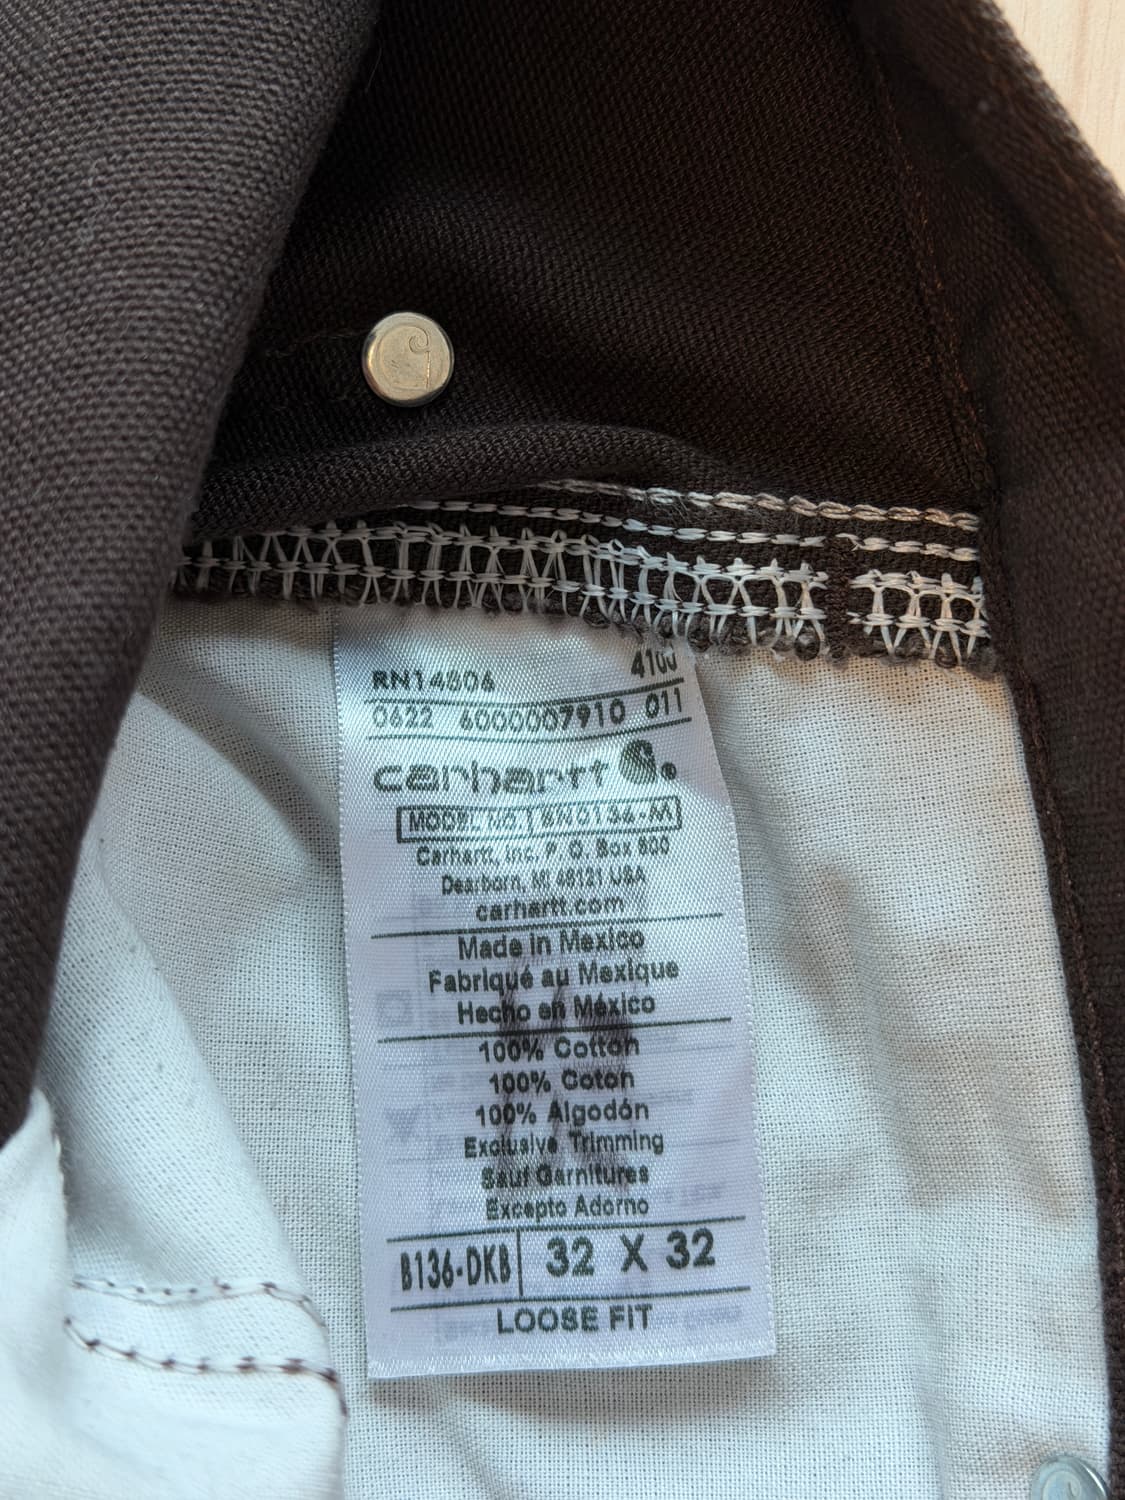 4100
RN14806
0622 6000007910 011
carhartt ®
MODEL NO. BN0136-M
Carhartt, Inc. P. O. Box 600
Dearborn, MI 48121 USA
carhartt.com
Made in Mexico
Fabriqué au Mexique
Hecho en México
100% Cotton
100% Coton
100% Algodón
Exclusive Trimming
Sauf Garnitures
Excepto Adorno
B136-DKB 32 X 32
LOOSE FIT